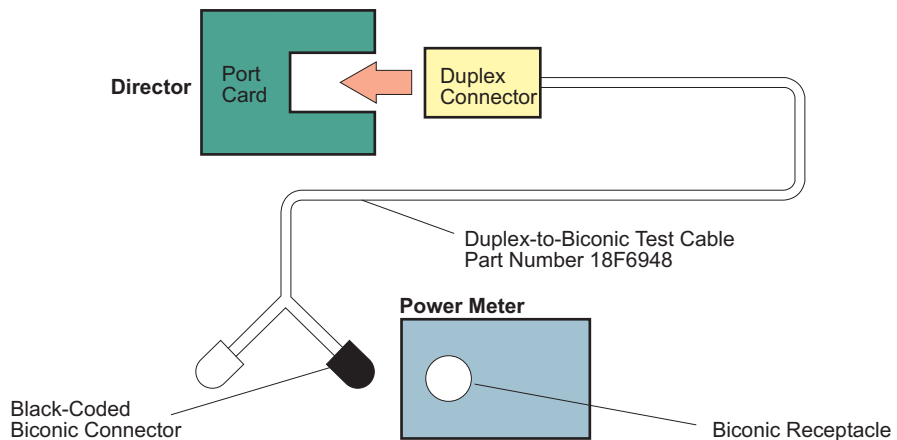 Director
Port
Card
Duplex
Connector
Duplex-to-Biconic Test Cable
Part Number 18F6948
Power Meter
Black-Coded
Biconic Connector
Biconic Receptacle